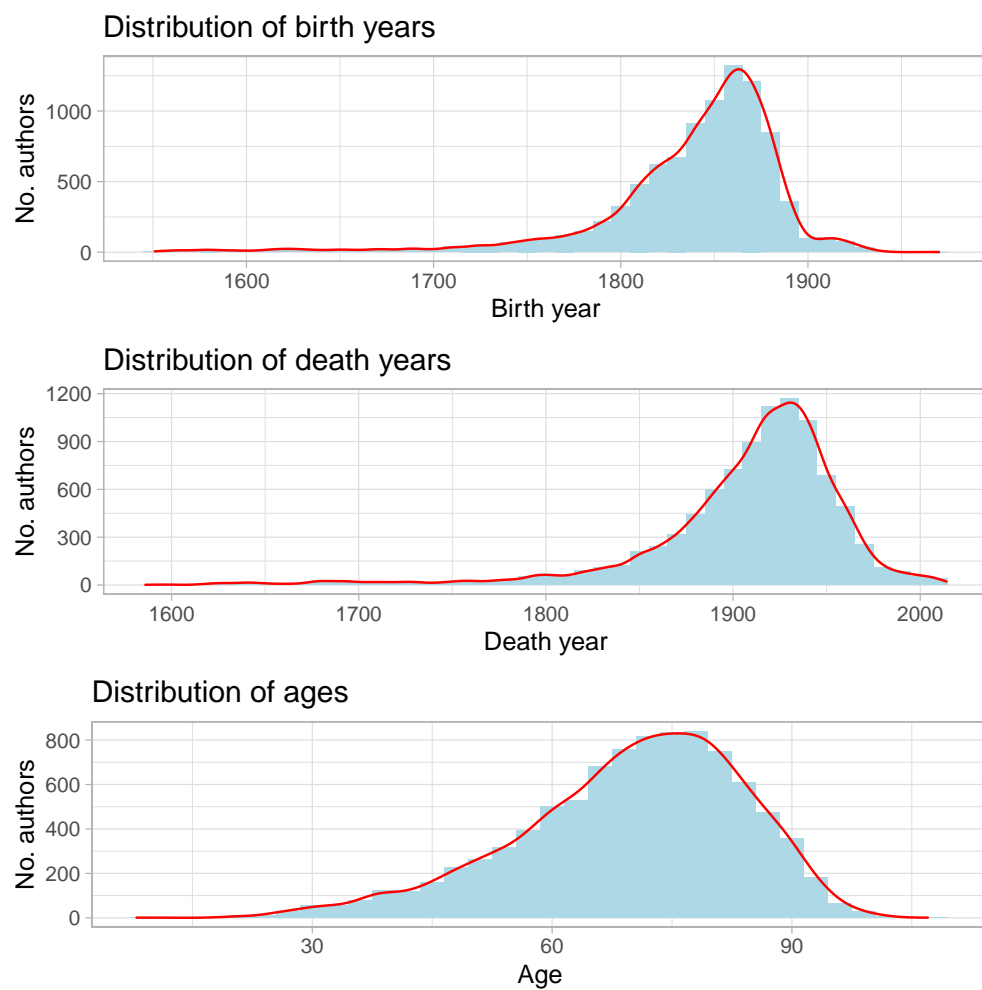 Distribution of birth years
No. authors
1000
500
0
1600 1700 1800 1900
Birth year
Distribution of death years
No. authors
1200
900
600
300
0
1600 1700 1800 1900 2000
Death year
Distribution of ages
No. authors
800
600
400
200
0
30 60 90
Age